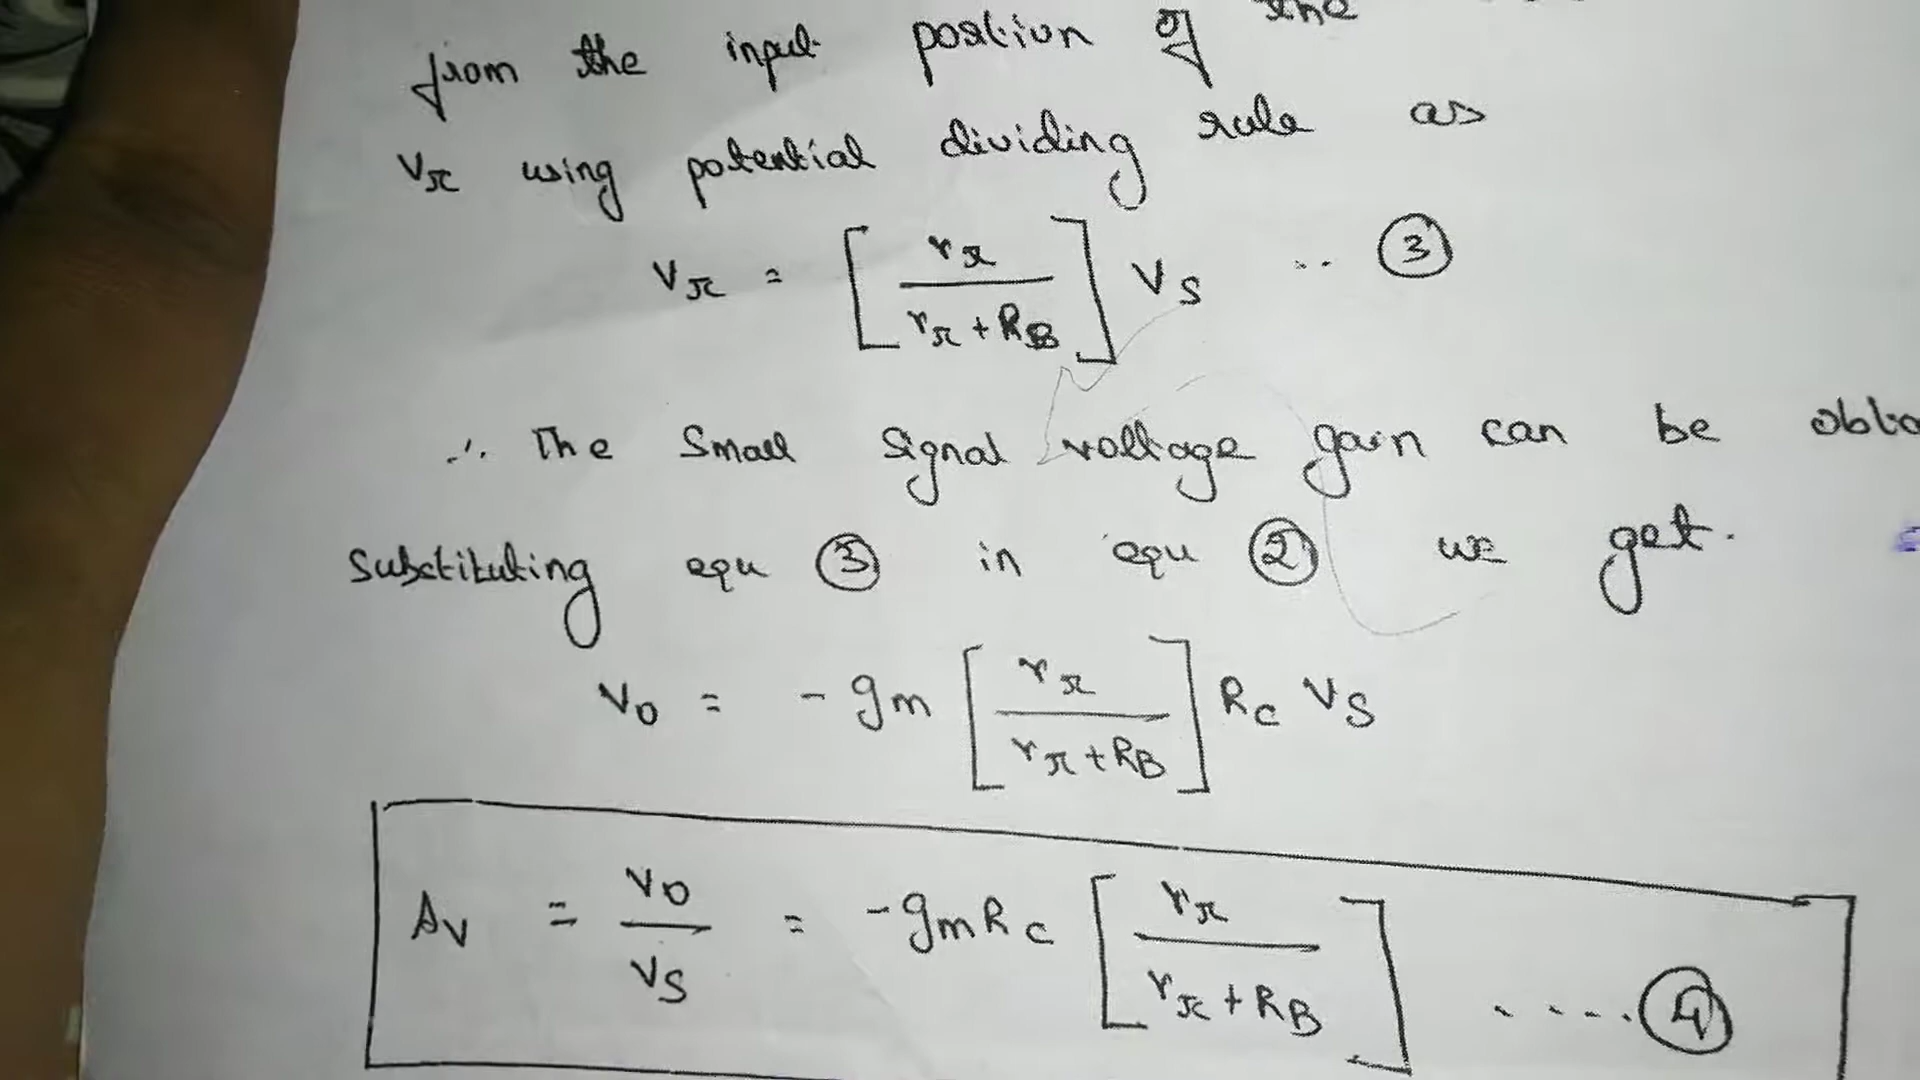 from the input position of the
Vπ using potential dividing rule as
Vπ = [ rπ / (rπ + RB) ] VS .. ③
∴ The Small Signal voltage gain can be obta
Substituting equ ③ in equ ② we get.
Vo = - gm [ rπ / (rπ + RB) ] RC VS
AV = Vo / VS = -gm RC [ rπ / (rπ + RB) ] ..... ④